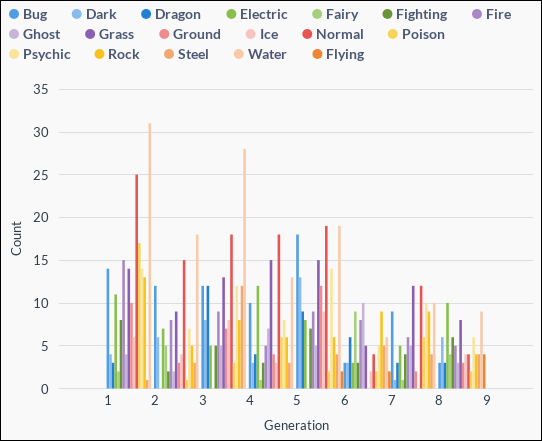 Bug Dark Dragon Electric Fairy Fighting Fire
Ghost Grass Ground Ice Normal Poison
Psychic Rock Steel Water Flying
35
30
25
20
15
10
5
0
Count
1 2 3 4 5 6 7 8 9
Generation